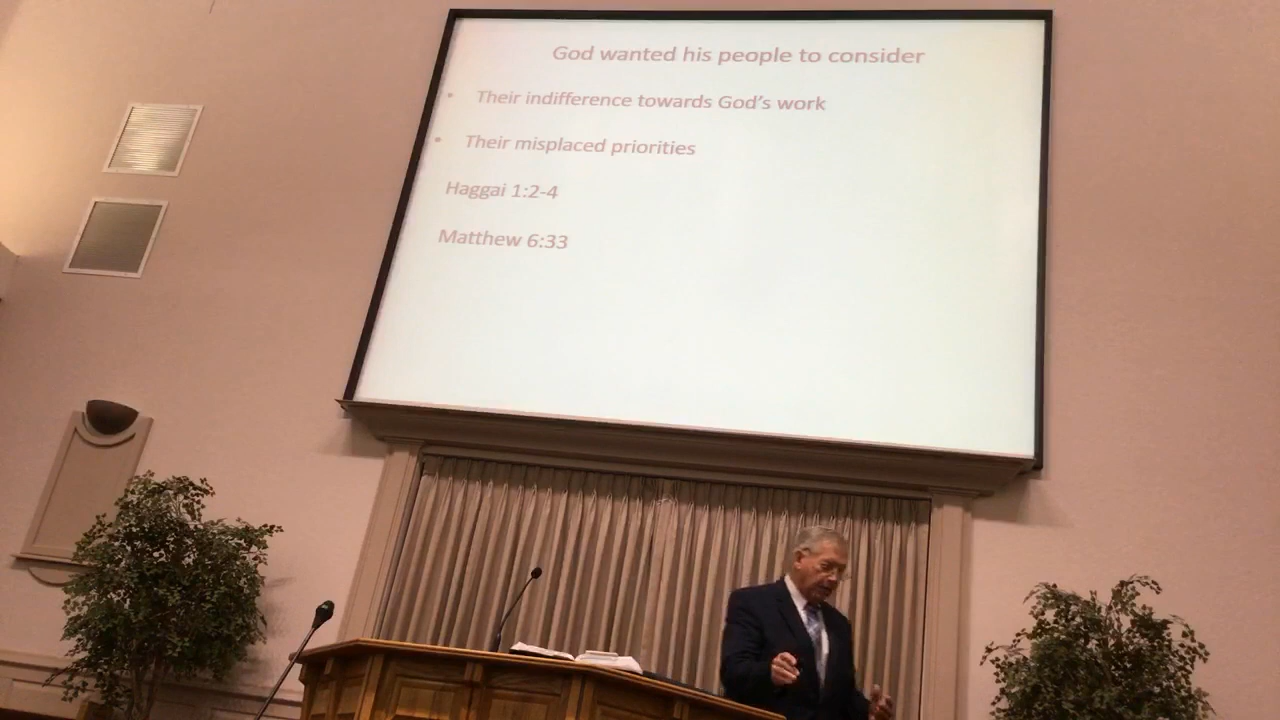 God wanted his people to consider
• Their indifference towards God's work
• Their misplaced priorities
Haggai 1:2-4
Matthew 6:33